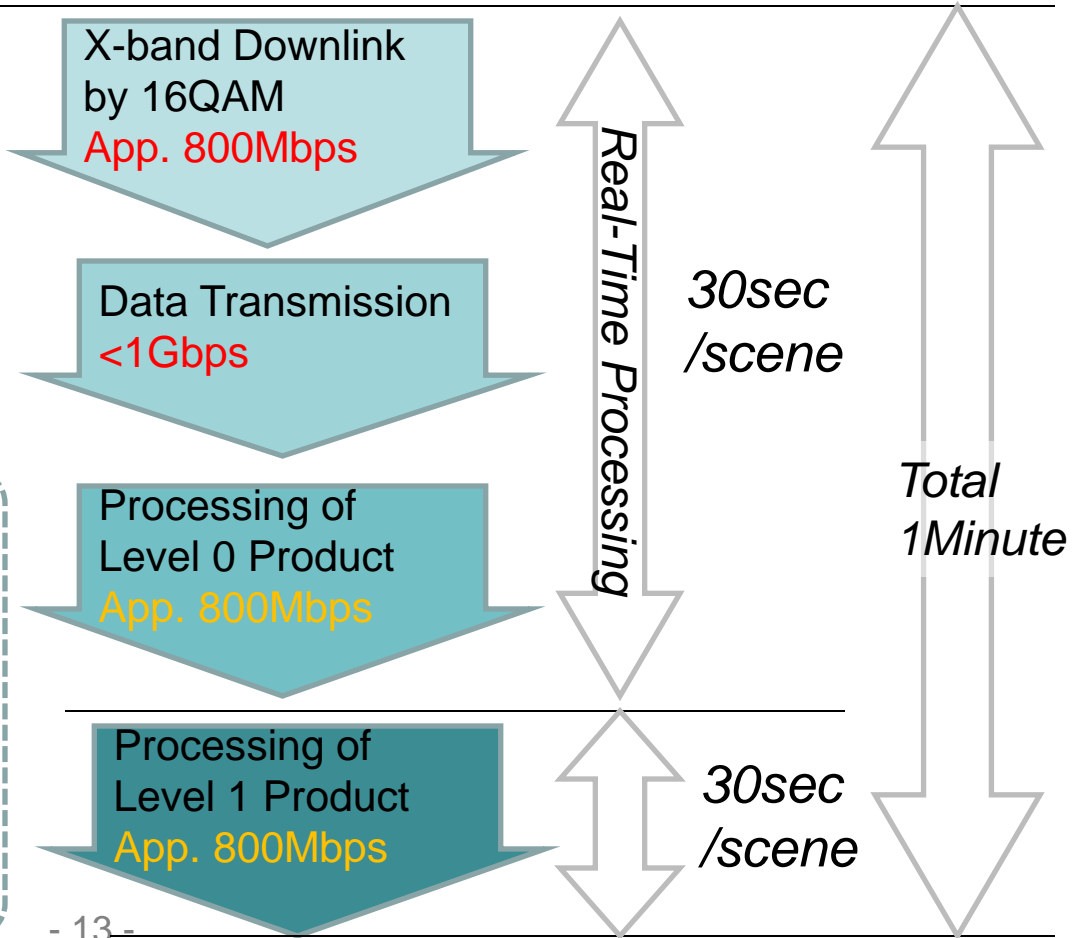 X-band Downlink
by 16QAM
App. 800Mbps
Data Transmission
<1Gbps
Processing of
Level 0 Product
App. 800Mbps
Real-Time Processing
30sec
/scene
Total
1Minute
Processing of
Level 1 Product
App. 800Mbps
30sec
/scene
- 13 -